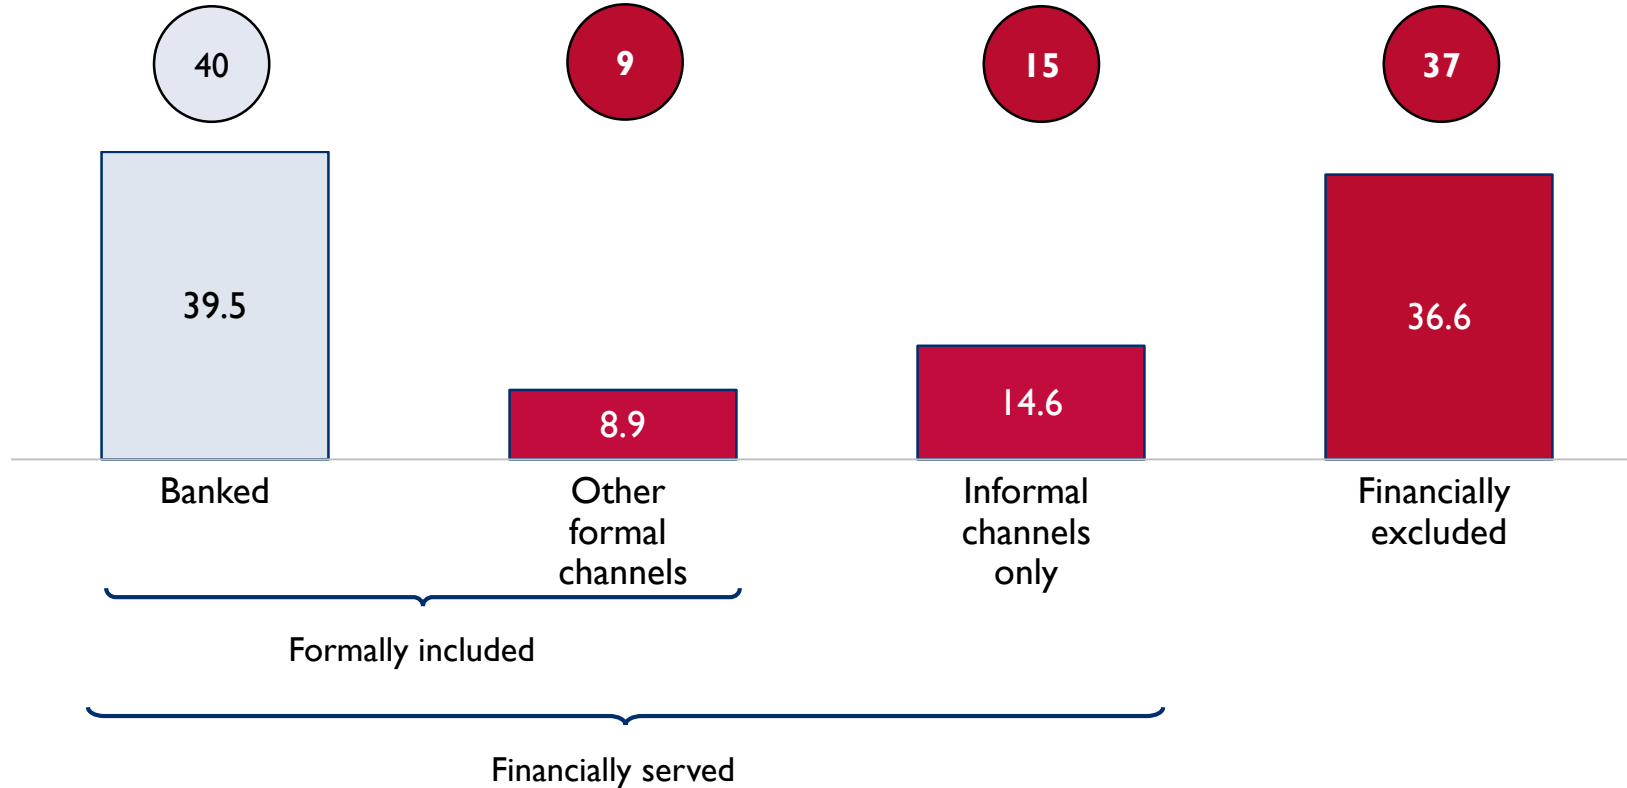 40
9
15
37
39.5
8.9
14.6
36.6
Banked
Other
formal
channels
Informal
channels
only
Financially
excluded
Formally included
Financially served